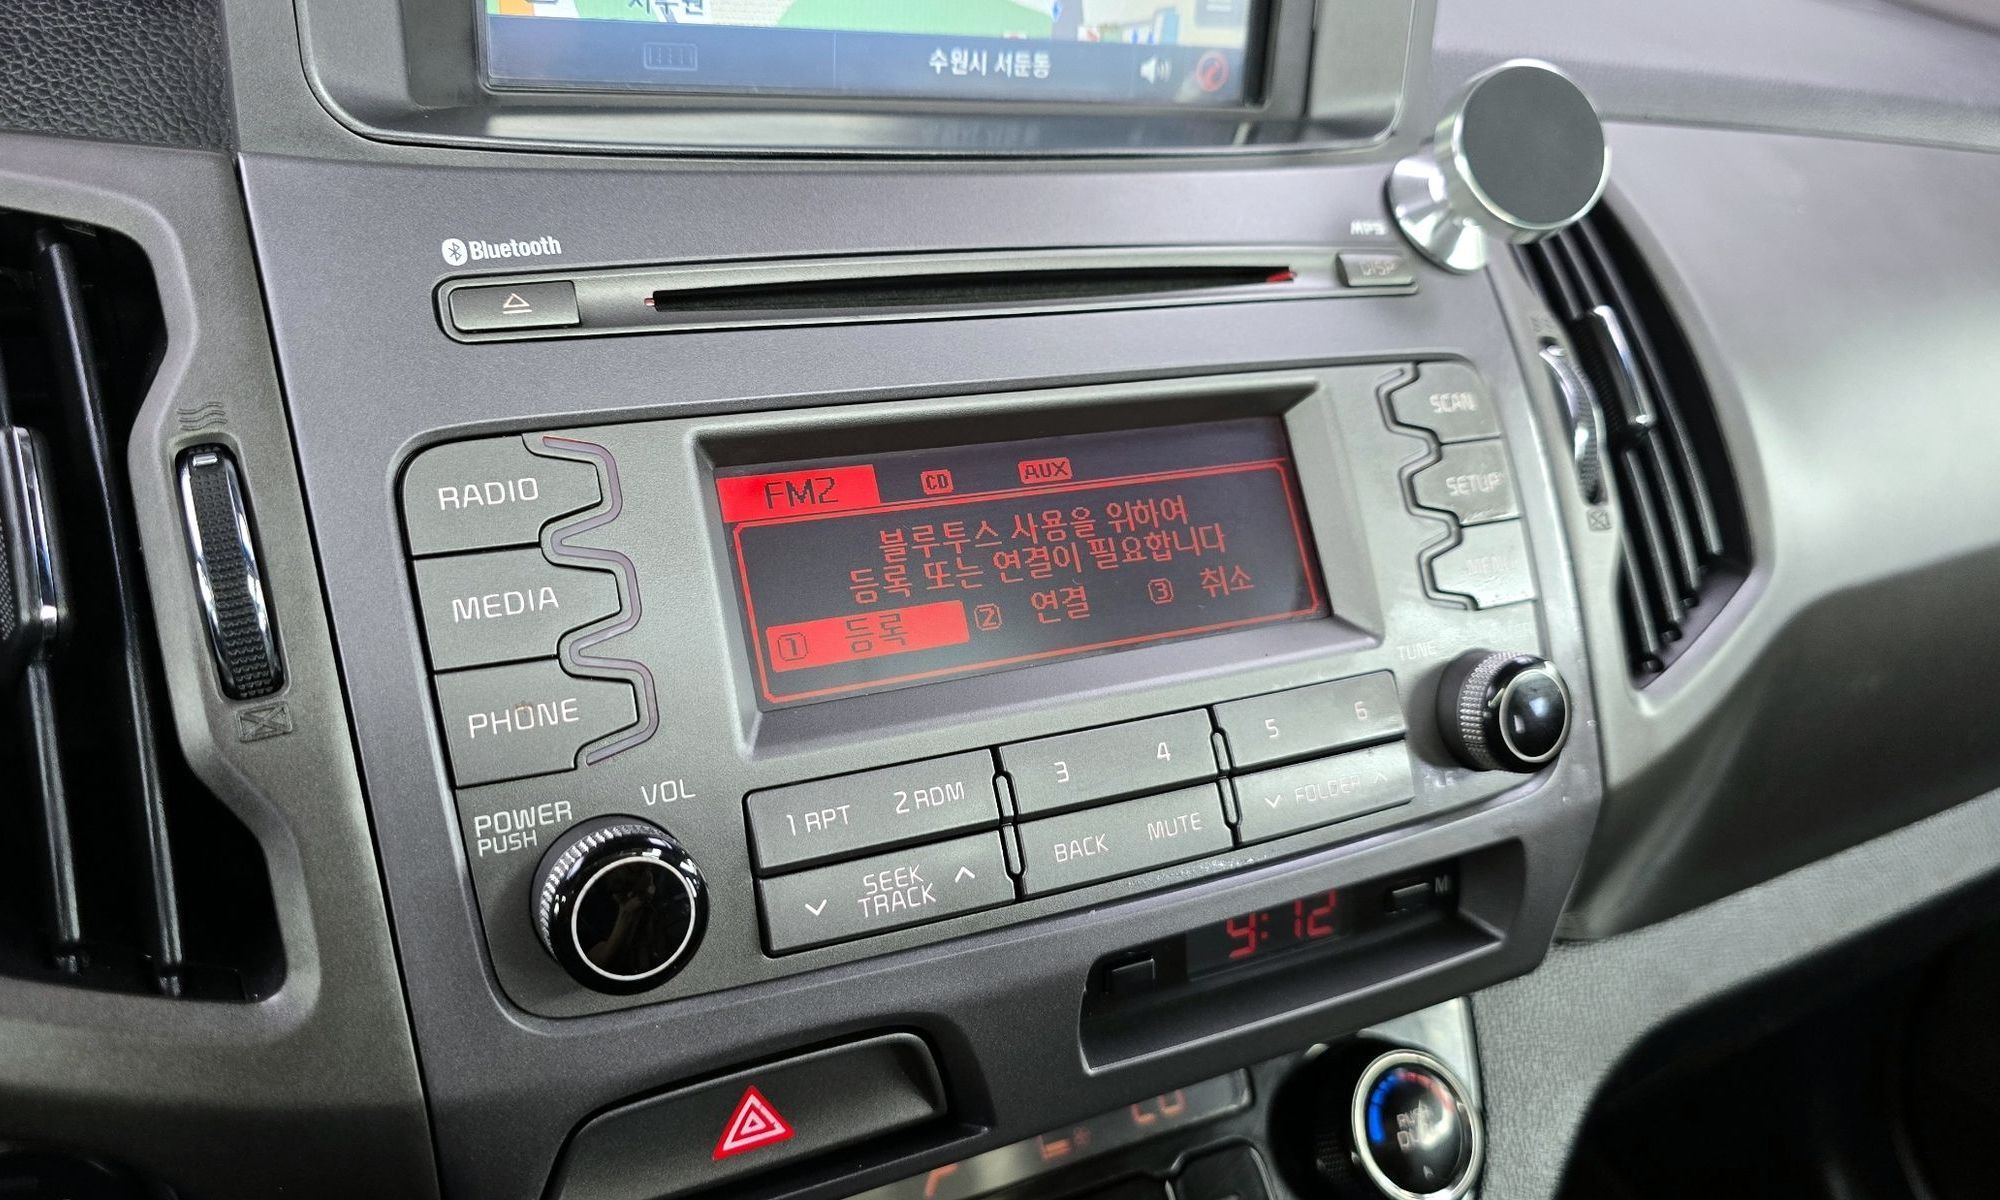 수원시 서둔동
Bluetooth
MP3
DISP
FM2 CD AUX
블루투스 사용을 위하여
등록 또는 연결이 필요합니다
1 등록 2 연결 3 취소
RADIO
MEDIA
PHONE
SCAN
SETUP
TUNE
VOL
POWER
PUSH
1 RPT 2 RDM 3 4 5 6
SEEK
TRACK
BACK MUTE
FOLDER
M
9:12